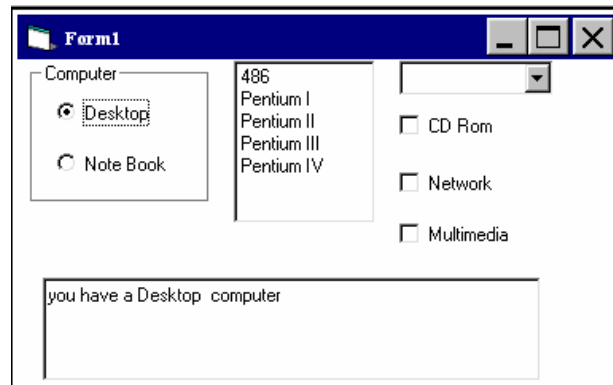 Form1
Computer
Desktop
Note Book
486
Pentium I
Pentium II
Pentium III
Pentium IV
CD Rom
Network
Multimedia
you have a Desktop  computer